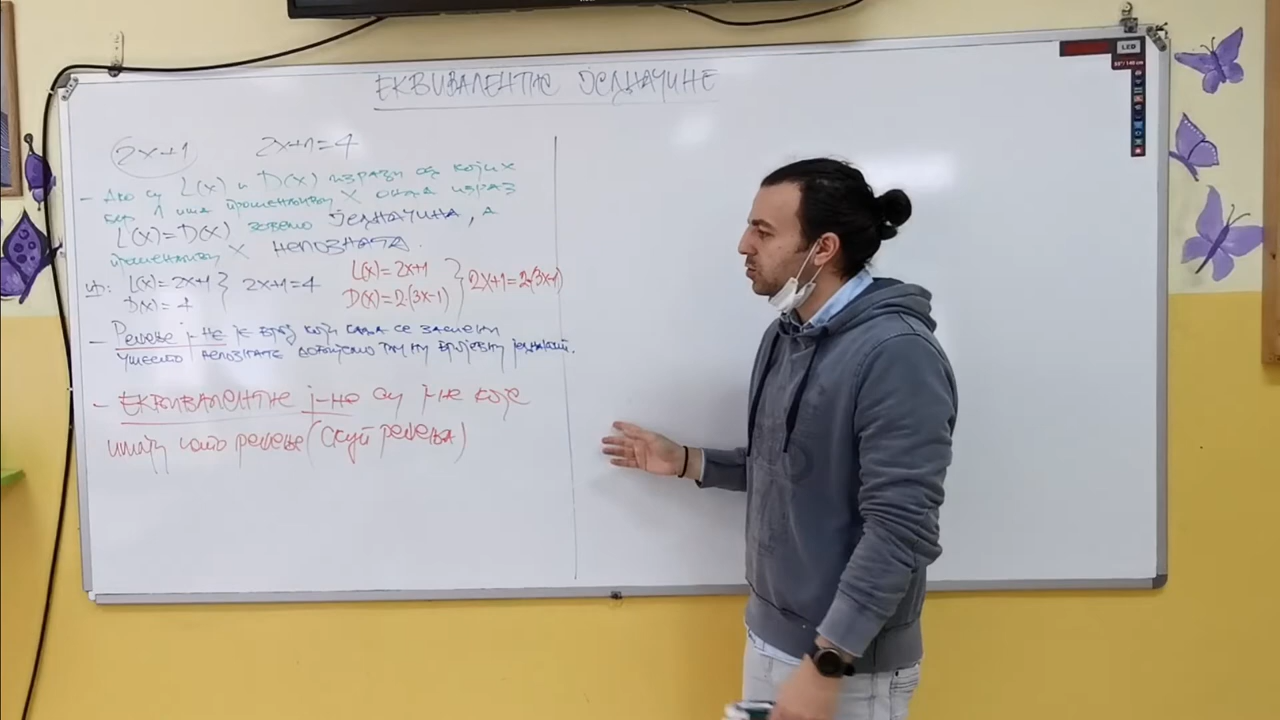 ЕКВИВАЛЕНТНЕ ЈЕДНАЧИНЕ
2x+1 2x+1=4
- Ако су L(x) и D(x) изрази од којих
бар 1 има променљиву x онда израз
L(x)=D(x) зовемо ЈЕДНАЧИНА, а
променљиву x НЕПОЗНАТА.
пр: L(x)=2x+1 } 2x+1=4 L(x)=2x+1 } 2x+1=2·(3x-1)
D(x)=4 D(x)=2·(3x-1)
- Решење ј-не је број који када се замени
уместо непознате добијемо тачну бројевну једнакост.
- ЕКВИВАЛЕНТНЕ ј-не су ј-не које
имају исто решење (скуп решења)
LED